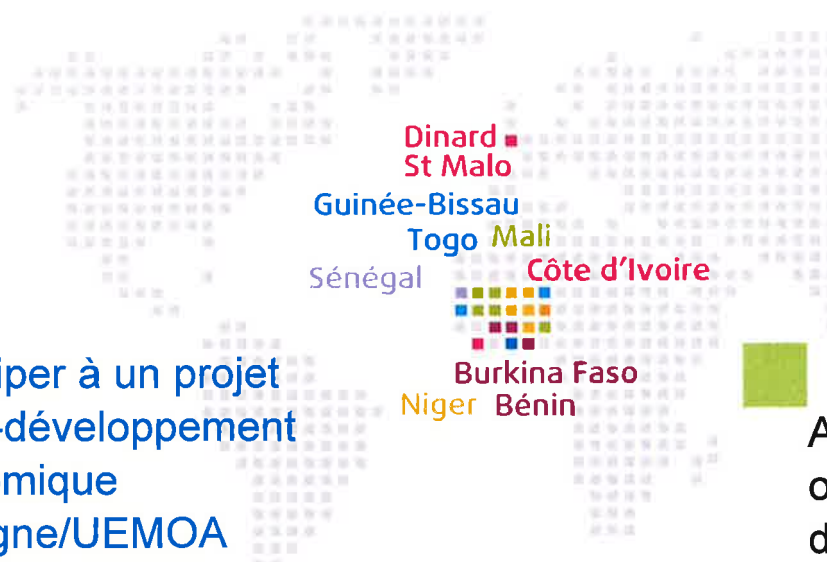 Dinard
St Malo
Guinée-Bissau
Togo Mali
Sénégal
Côte d'Ivoire
Burkina Faso
Niger Bénin
iper à un projet
-développement
omique
gne/UEMOA
A
o
d